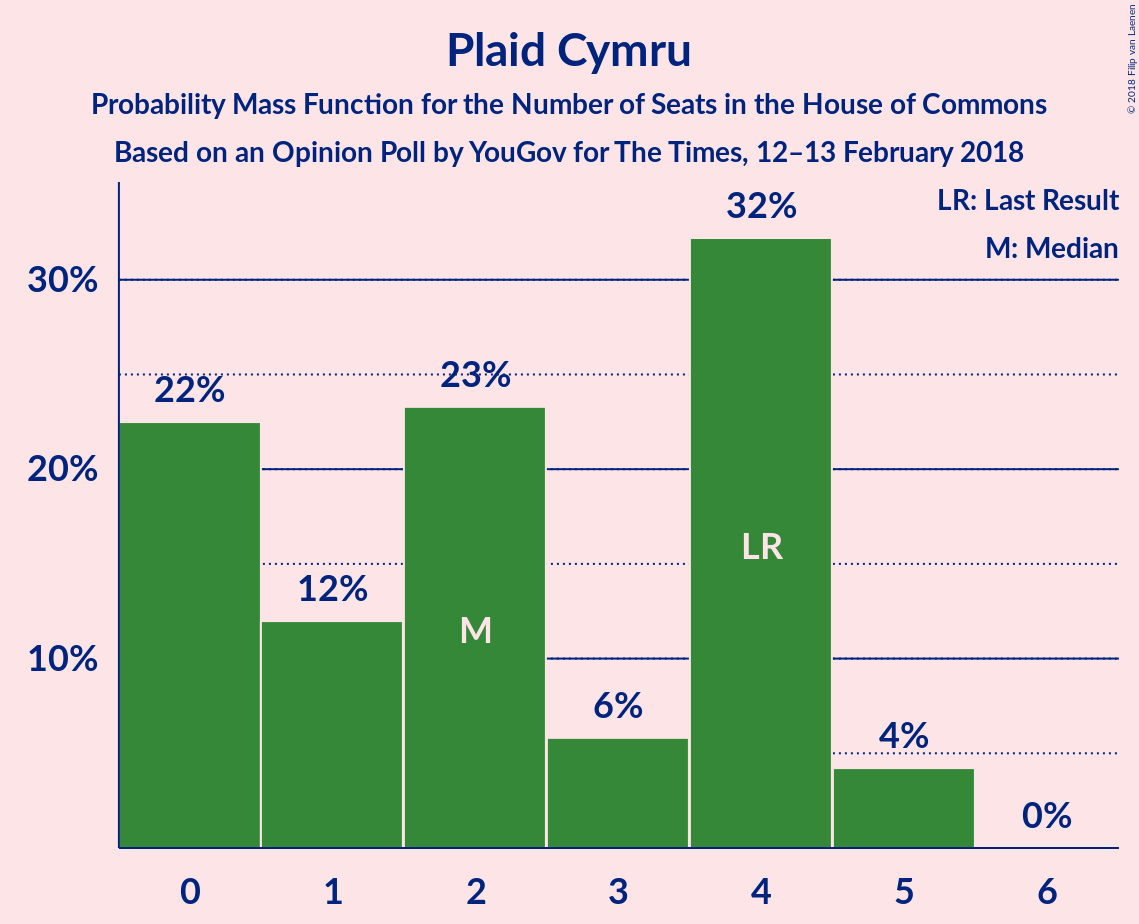 Plaid Cymru
Probability Mass Function for the Number of Seats in the House of Commons
Based on an Opinion Poll by YouGov for The Times, 12–13 February 2018
© 2018 Filip van Laenen
LR: Last Result
M: Median
30%
20%
10%
22%
12%
23%
6%
32%
4%
0%
M
LR
0 1 2 3 4 5 6